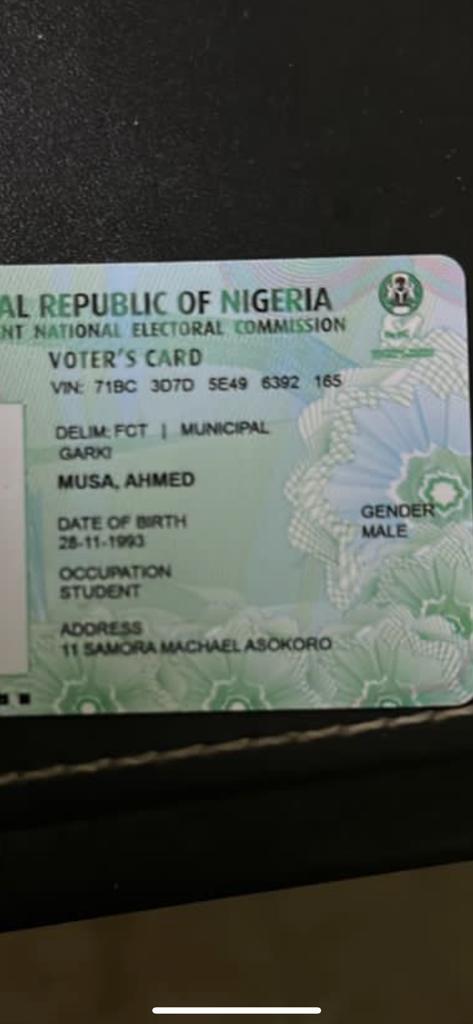 AL REPUBLIC OF NIGERIA
NT NATIONAL ELECTORAL COMMISSION
VOTER'S CARD
VIN: 71BC 3D7D 5E49 6392 165
DELIM: FCT | MUNICIPAL
GARKI
MUSA, AHMED
DATE OF BIRTH
28-11-1993
GENDER
MALE
OCCUPATION
STUDENT
ADDRESS
11 SAMORA MACHAEL ASOKORO